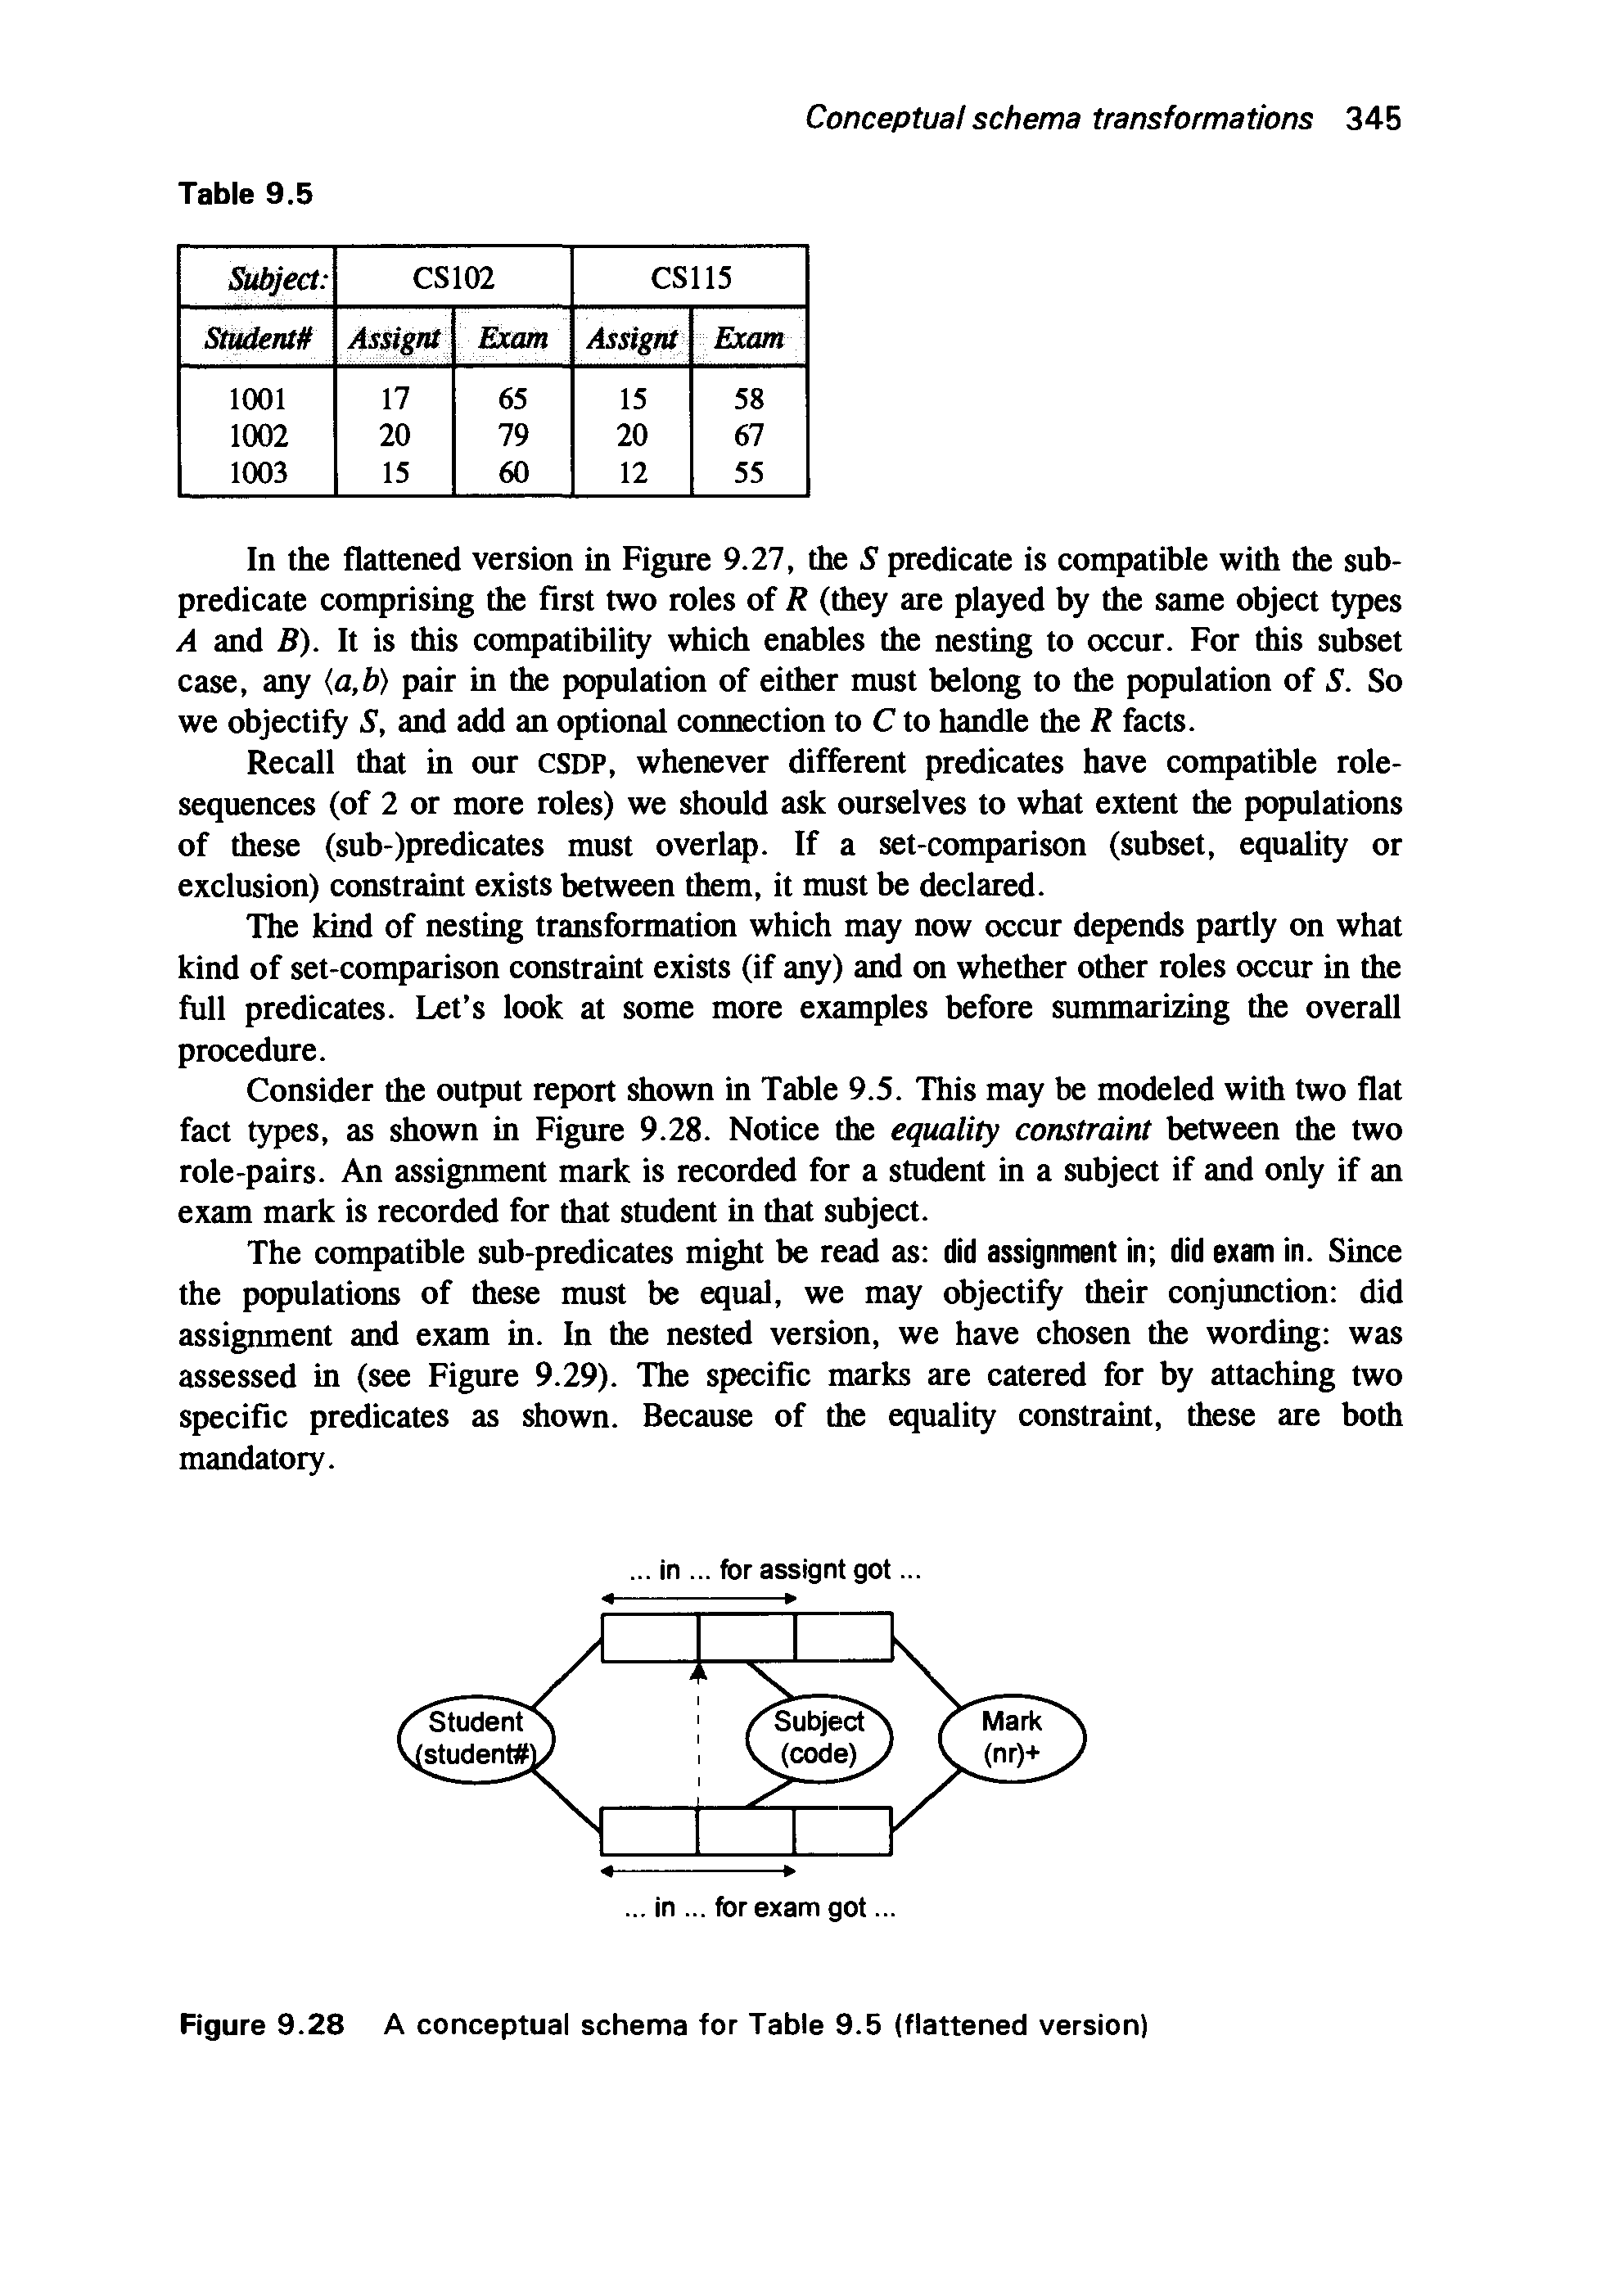 Conceptual schema transformations 345
Table 9.5
Subject: CS102 CS115
Student# Assignt Exam Assignt Exam
1001 17 65 15 58
1002 20 79 20 67
1003 15 60 12 55
In the flattened version in Figure 9.27, the S predicate is compatible with the sub-
predicate comprising the first two roles of R (they are played by the same object types
A and B). It is this compatibility which enables the nesting to occur. For this subset
case, any ⟨a,b⟩ pair in the population of either must belong to the population of S. So
we objectify S, and add an optional connection to C to handle the R facts.
Recall that in our CSDP, whenever different predicates have compatible role-
sequences (of 2 or more roles) we should ask ourselves to what extent the populations
of these (sub-)predicates must overlap. If a set-comparison (subset, equality or
exclusion) constraint exists between them, it must be declared.
The kind of nesting transformation which may now occur depends partly on what
kind of set-comparison constraint exists (if any) and on whether other roles occur in the
full predicates. Let's look at some more examples before summarizing the overall
procedure.
Consider the output report shown in Table 9.5. This may be modeled with two flat
fact types, as shown in Figure 9.28. Notice the equality constraint between the two
role-pairs. An assignment mark is recorded for a student in a subject if and only if an
exam mark is recorded for that student in that subject.
The compatible sub-predicates might be read as: did assignment in; did exam in. Since
the populations of these must be equal, we may objectify their conjunction: did
assignment and exam in. In the nested version, we have chosen the wording: was
assessed in (see Figure 9.29). The specific marks are catered for by attaching two
specific predicates as shown. Because of the equality constraint, these are both
mandatory.
... in ... for assignt got ...
Student Subject Mark
(student#) (code) (nr)+
... in ... for exam got ...
Figure 9.28 A conceptual schema for Table 9.5 (flattened version)